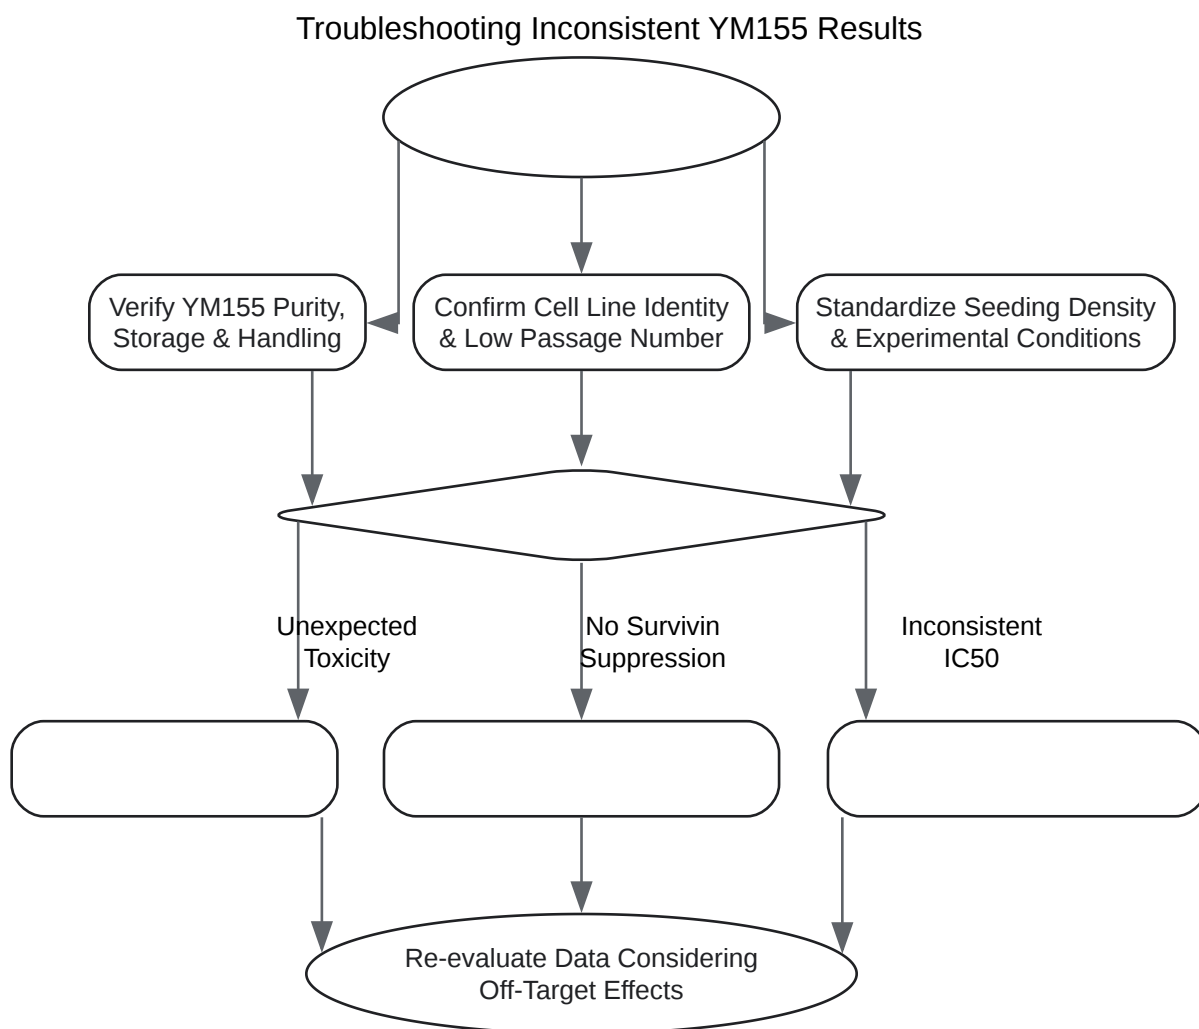 Troubleshooting Inconsistent YM155 Results
Verify YM155 Purity,
Storage & Handling
Confirm Cell Line Identity
& Low Passage Number
Standardize Seeding Density
& Experimental Conditions
Unexpected
Toxicity
No Survivin
Suppression
Inconsistent
IC50
Re-evaluate Data Considering
Off-Target Effects